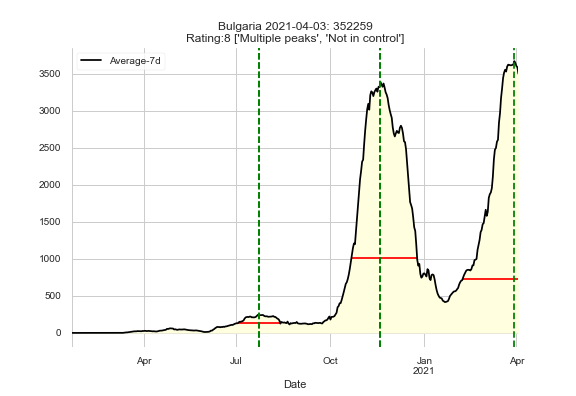 Bulgaria 2021-04-03: 352259
Rating:8 ['Multiple peaks', 'Not in control']
Average-7d
3500
3000
2500
2000
1500
1000
500
0
Apr
Jul
Oct
Jan
2021
Apr
Date